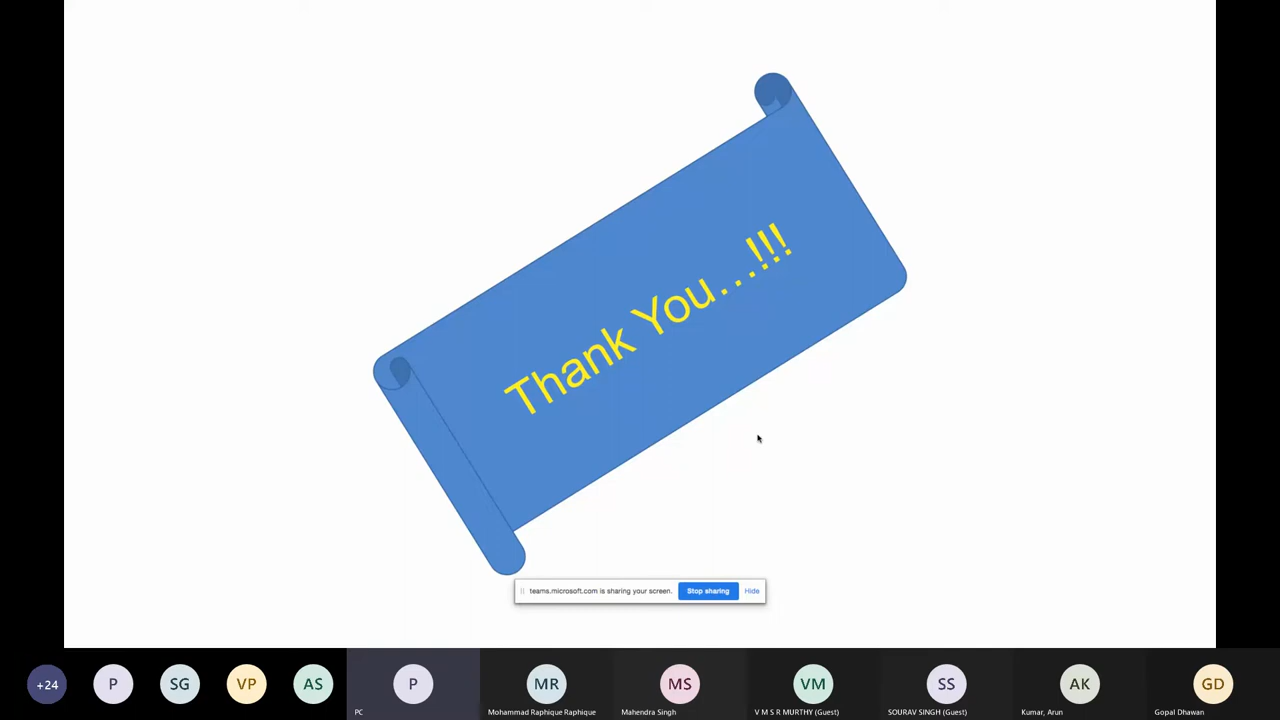 Thank You...!!!
teams.microsoft.com is sharing your screen. Stop sharing Hide
+24 P SG VP AS P MR MS VM SS AK GD
PC Mohammad Raphique Raphique Mahendra Singh V M S R MURTHY (Guest) SOURAV SINGH (Guest) Kumar, Arun Gopal Dhawan